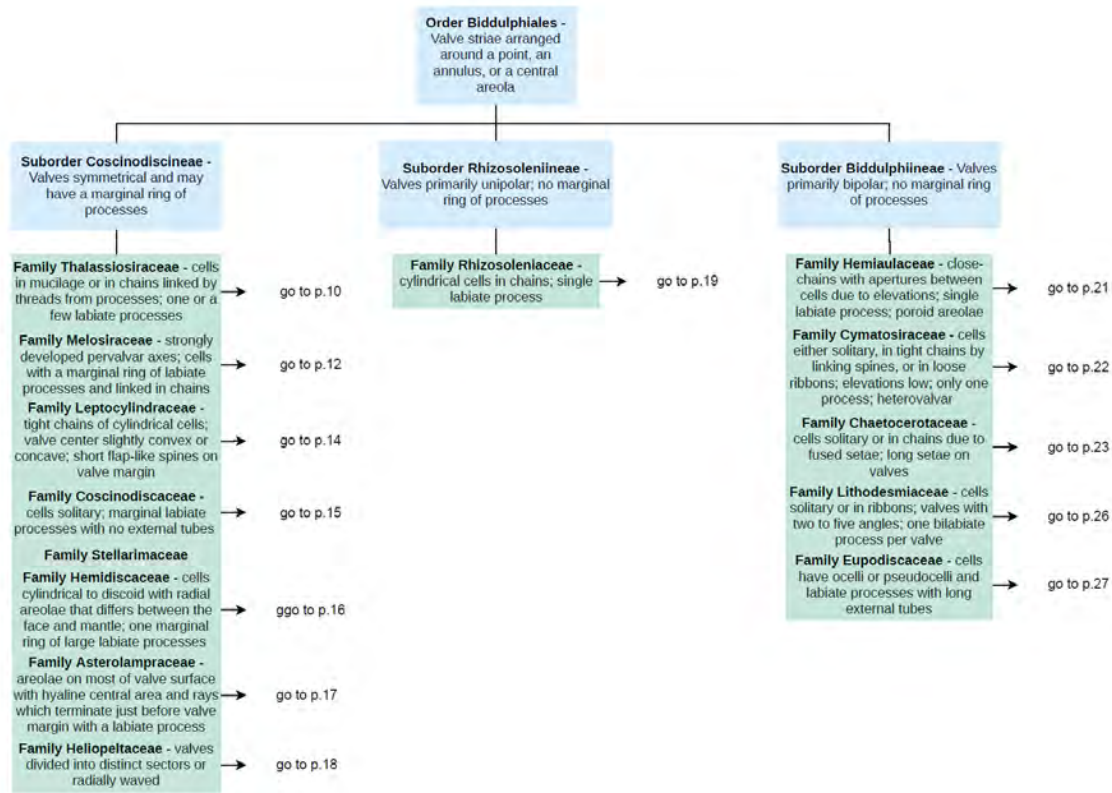 Order Biddulphiales -
Valve striae arranged
around a point, an
annulus, or a central
areola
Suborder Coscinodiscineae -
Valves symmetrical and may
have a marginal ring of
processes
Suborder Rhizosoleniineae -
Valves primarily unipolar; no marginal
ring of processes
Suborder Biddulphiineae - Valves
primarily bipolar; no marginal ring
of processes
Family Thalassiosiraceae - cells
in mucilage or in chains linked by
threads from processes; one or a
few labiate processes
go to p.10
Family Melosiraceae - strongly
developed pervalvar axes; cells
with a marginal ring of labiate
processes and linked in chains
go to p.12
Family Leptocylindraceae -
tight chains of cylindrical cells;
valve center slightly convex or
concave; short flap-like spines on
valve margin
go to p.14
Family Coscinodiscaceae -
cells solitary; marginal labiate
processes with no external tubes
go to p.15
Family Stellarimaceae
Family Hemidiscaceae - cells
cylindrical to discoid with radial
areolae that differs between the
face and mantle; one marginal
ring of large labiate processes
ggo to p.16
Family Asterolampraceae -
areolae on most of valve surface
with hyaline central area and rays
which terminate just before valve
margin with a labiate process
go to p.17
Family Heliopeltaceae - valves
divided into distinct sectors or
radially waved
go to p.18
Family Rhizosoleniaceae -
cylindrical cells in chains; single
labiate process
go to p.19
Family Hemiaulaceae - close-
chains with apertures between
cells due to elevations; single
labiate process; poroid areolae
go to p.21
Family Cymatosiraceae - cells
either solitary, in tight chains by
linking spines, or in loose
ribbons; elevations low; only one
process; heterovalvar
go to p.22
Family Chaetocerotaceae -
cells solitary or in chains due to
fused setae; long setae on
valves
go to p.23
Family Lithodesmiaceae - cells
solitary or in ribbons; valves with
two to five angles; one bilabiate
process per valve
go to p.26
Family Eupodiscaceae - cells
have ocelli or pseudocelli and
labiate processes with long
external tubes
go to p.27